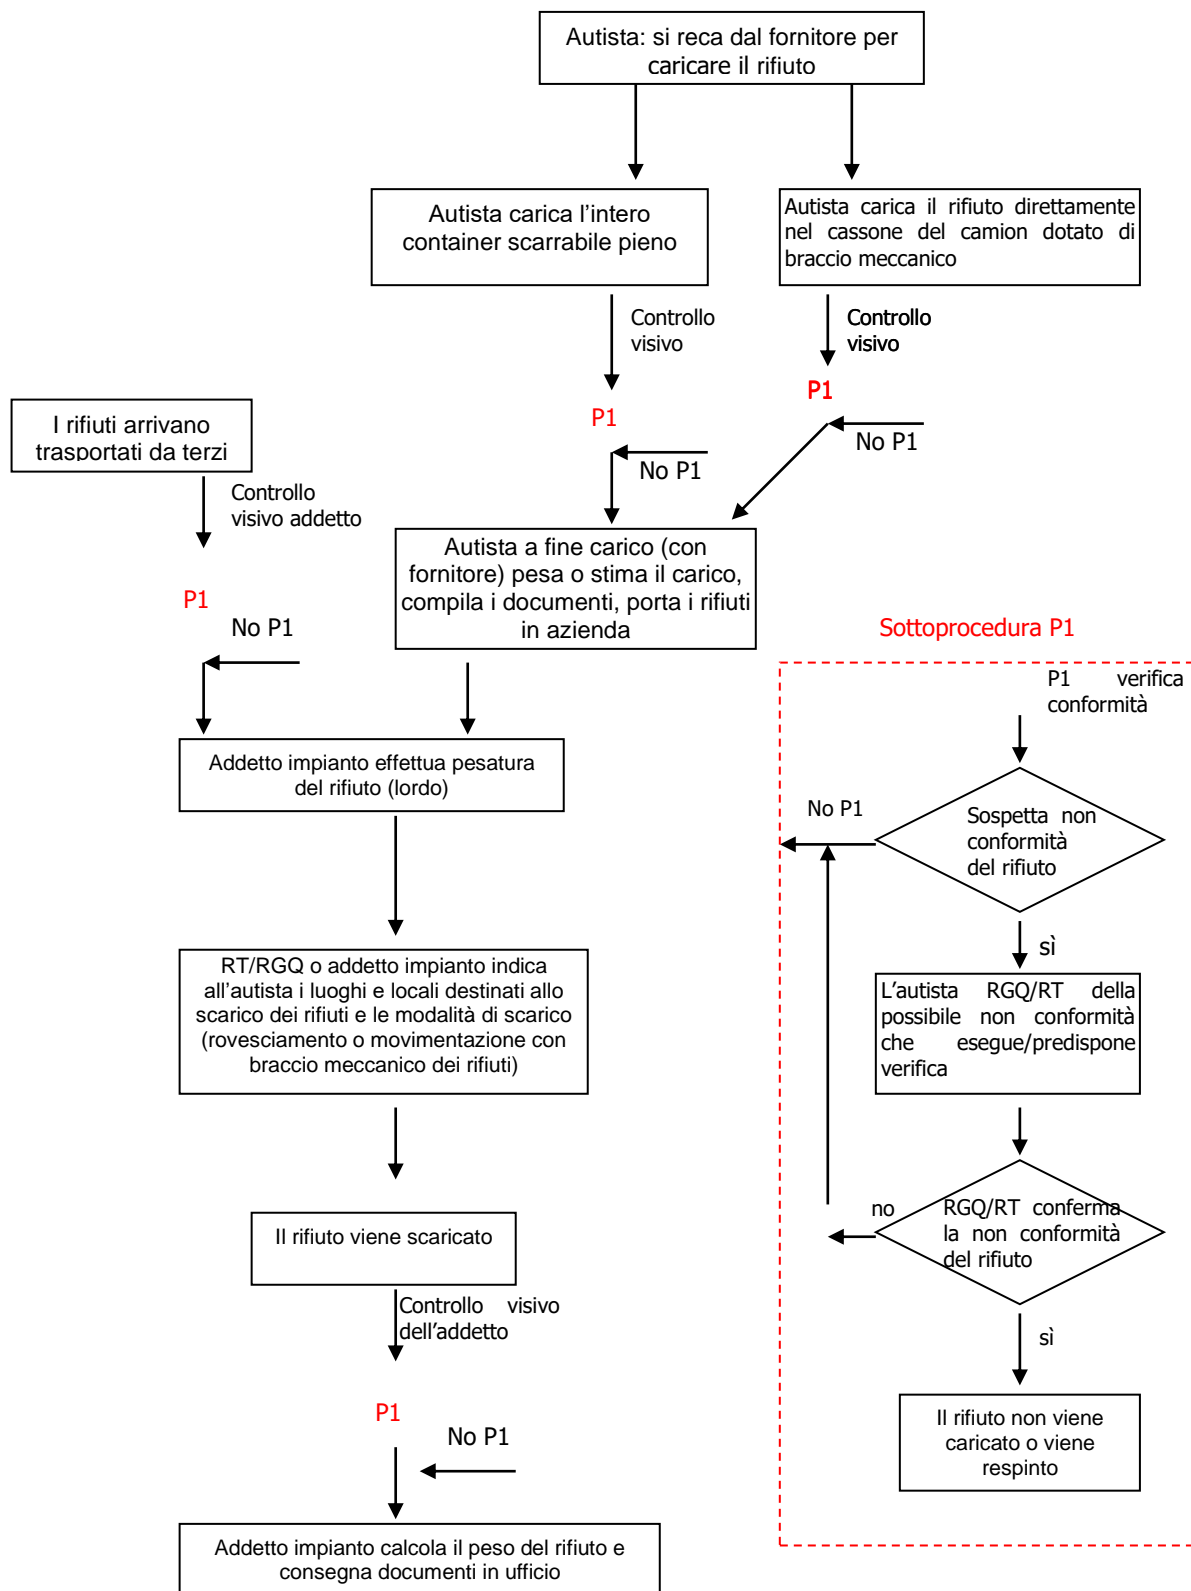 Autista: si reca dal fornitore per
caricare il rifiuto
Autista carica l'intero
container scarrabile pieno
Autista carica il rifiuto direttamente
nel cassone del camion dotato di
braccio meccanico
Controllo
visivo
Controllo
visivo
P1
P1
No P1
No P1
I rifiuti arrivano
trasportati da terzi
Controllo
visivo addetto
P1
No P1
Autista a fine carico (con
fornitore) pesa o stima il carico,
compila i documenti, porta i rifiuti
in azienda
Addetto impianto effettua pesatura
del rifiuto (lordo)
RT/RGQ o addetto impianto indica
all'autista i luoghi e locali destinati allo
scarico dei rifiuti e le modalità di scarico
(rovesciamento o movimentazione con
braccio meccanico dei rifiuti)
Il rifiuto viene scaricato
Controllo visivo
dell'addetto
P1
No P1
Addetto impianto calcola il peso del rifiuto e
consegna documenti in ufficio
Sottoprocedura P1
P1 verifica
conformità
No P1
Sospetta non
conformità
del rifiuto
sì
L'autista RGQ/RT della
possibile non conformità
che esegue/predispone
verifica
no
RGQ/RT conferma
la non conformità
del rifiuto
sì
Il rifiuto non viene
caricato o viene
respinto